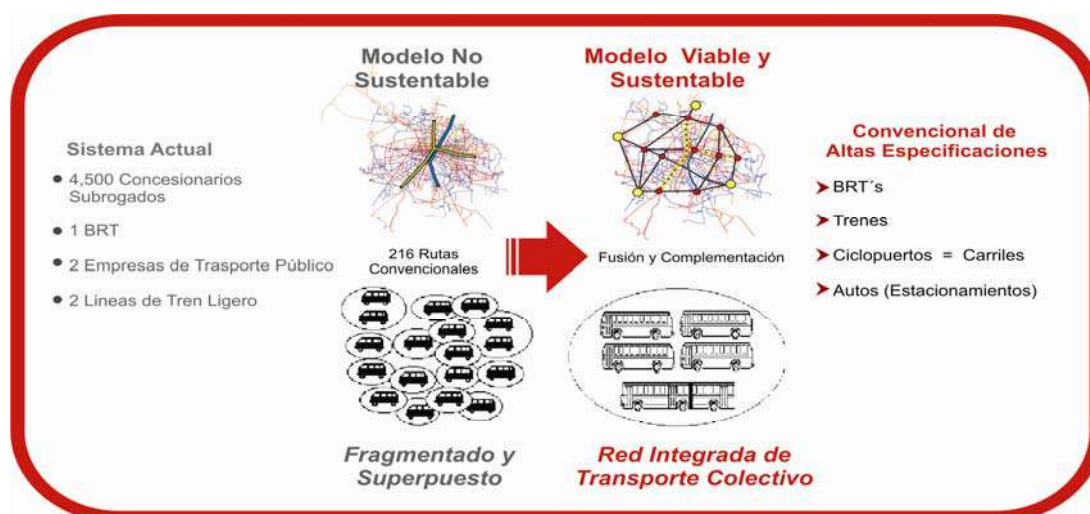 Modelo No
Sustentable
Modelo Viable y
Sustentable
Sistema Actual
4,500 Concesionarios
Subrogados
1 BRT
2 Empresas de Trasporte Público
2 Líneas de Tren Ligero
216 Rutas
Convencionales
Fusión y Complementación
Convencional de
Altas Especificaciones
BRT´s
Trenes
Ciclopuertos = Carriles
Autos (Estacionamientos)
Fragmentado y
Superpuesto
Red Integrada de
Transporte Colectivo